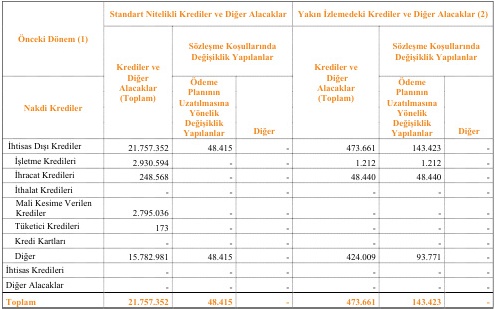 Standart Nitelikli Krediler ve Diğer Alacaklar Yakın İzlemedeki Krediler ve Diğer Alacaklar (2)
Önceki Dönem (1)
Krediler ve
Diğer
Alacaklar
(Toplam)
Sözleşme Koşullarında
Değişiklik Yapılanlar
Krediler ve
Diğer
Alacaklar
(Toplam)
Sözleşme Koşullarında
Değişiklik Yapılanlar
Nakdi Krediler
Ödeme
Planının
Uzatılmasına
Yönelik
Değişiklik
Yapılanlar
Diğer
Ödeme
Planının
Uzatılmasına
Yönelik
Değişiklik
Yapılanlar
Diğer
İhtisas Dışı Krediler 21.757.352 48.415 - 473.661 143.423 -
İşletme Kredileri 2.930.594 - - 1.212 1.212 -
İhracat Kredileri 248.568 - - 48.440 48.440 -
İthalat Kredileri - - - - - -
Mali Kesime Verilen
Krediler 2.795.036 - - - - -
Tüketici Kredileri 173 - - - - -
Kredi Kartları - - - - - -
Diğer 15.782.981 48.415 - 424.009 93.771 -
İhtisas Kredileri - - - - - -
Diğer Alacaklar - - - - - -
Toplam 21.757.352 48.415 - 473.661 143.423 -